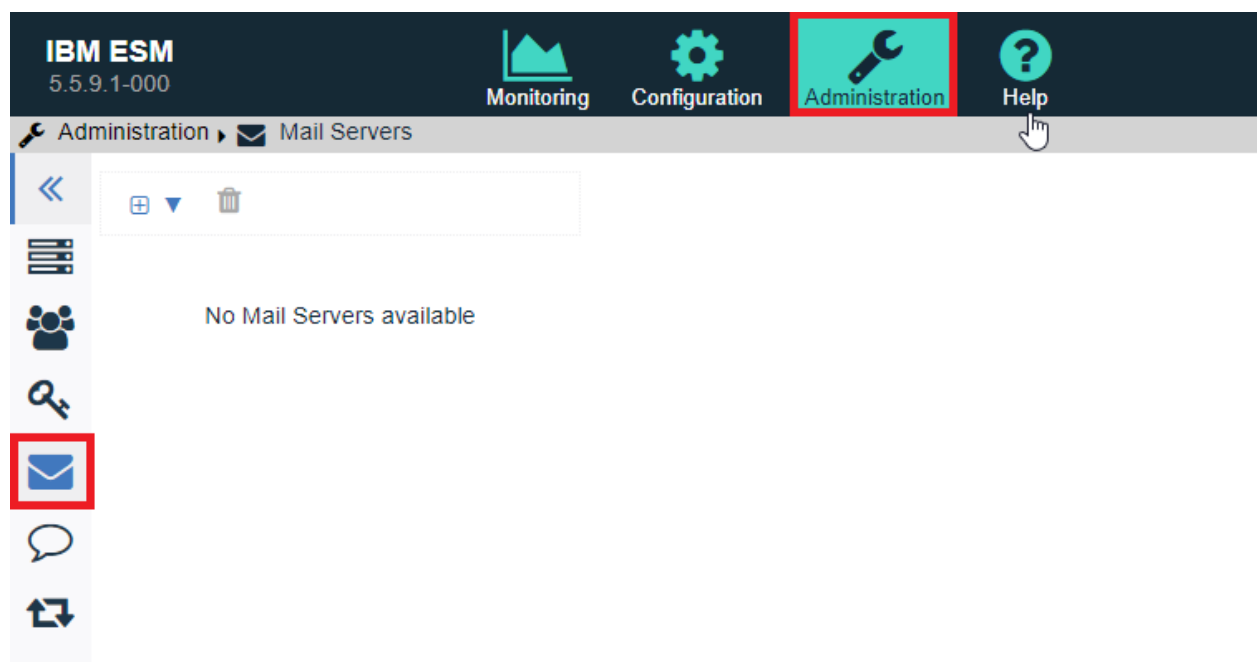 IBM ESM
5.5.9.1-000
Monitoring
Configuration
Administration
Help
Administration Mail Servers
No Mail Servers available